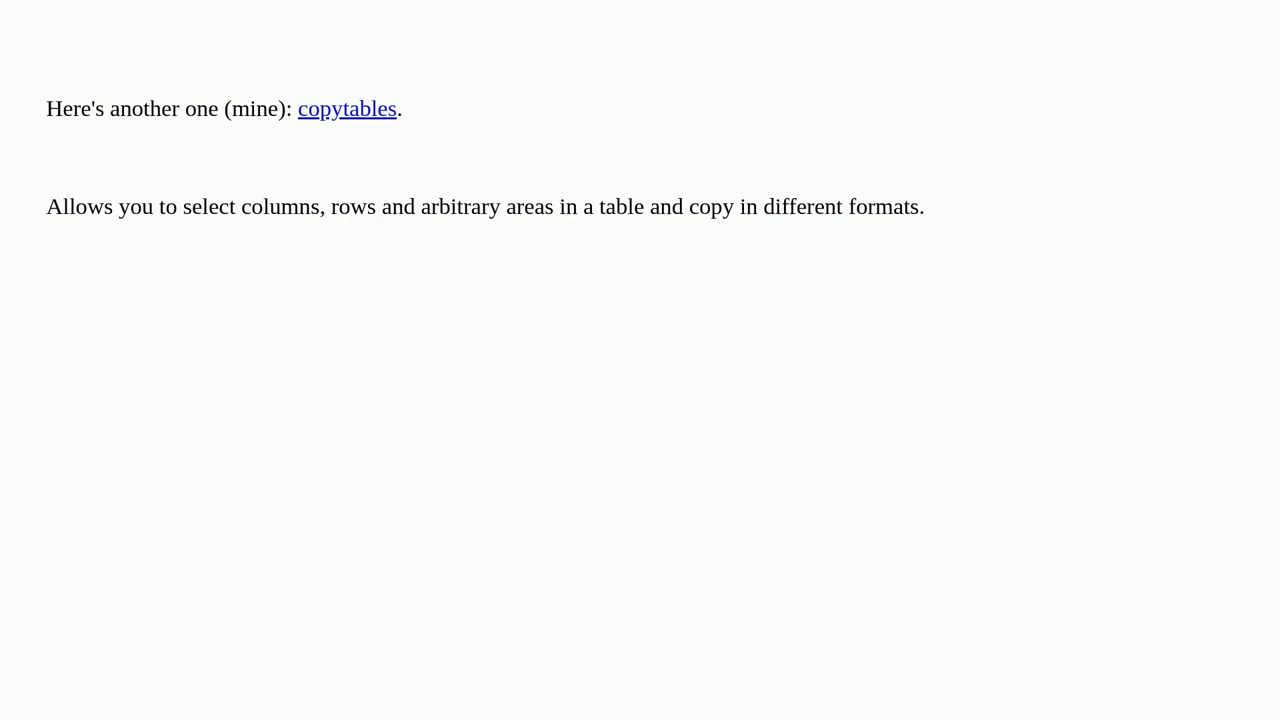 Here's another one (mine): copytables.
Allows you to select columns, rows and arbitrary areas in a table and copy in different formats.